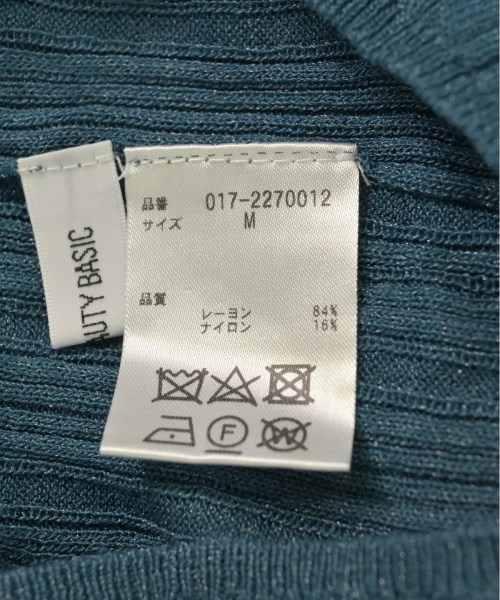 AUTY BASIC
品番 017-2270012
サイズ M
品質
レーヨン 84%
ナイロン 16%
F
W